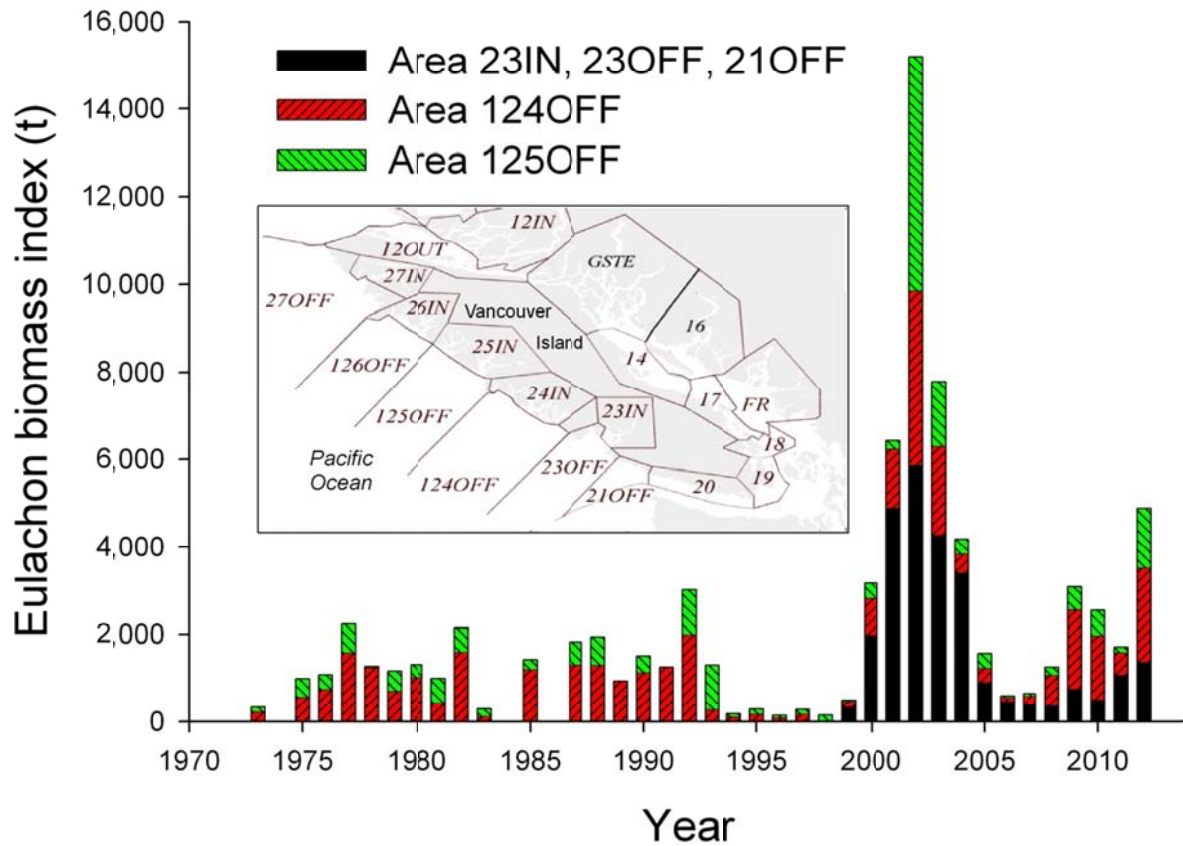 Eulachon biomass index (t)
16,000
14,000
12,000
10,000
8,000
6,000
4,000
2,000
0
Area 23IN, 23OFF, 21OFF
Area 124OFF
Area 125OFF
12IN
12OUT
GSTE
27IN
27OFF
26IN
Vancouver
Island
16
25IN
14
126OFF
24IN
17
FR
125OFF
23IN
18
Pacific
Ocean
23OFF
124OFF
21OFF
20
19
1970
1975
1980
1985
1990
1995
2000
2005
2010
Year